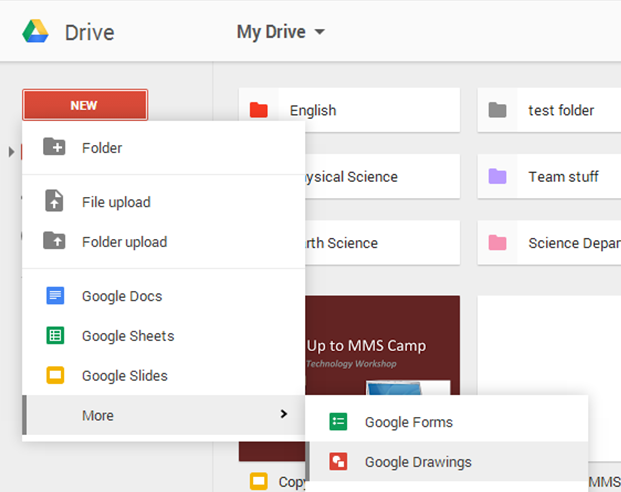 Drive
My Drive
NEW
Folder
File upload
Folder upload
Google Docs
Google Sheets
Google Slides
More
Google Forms
Google Drawings
English
test folder
ysical Science
Team stuff
rth Science
Science Depar
Up to MMS Camp
Technology Workshop
Copy
MMS